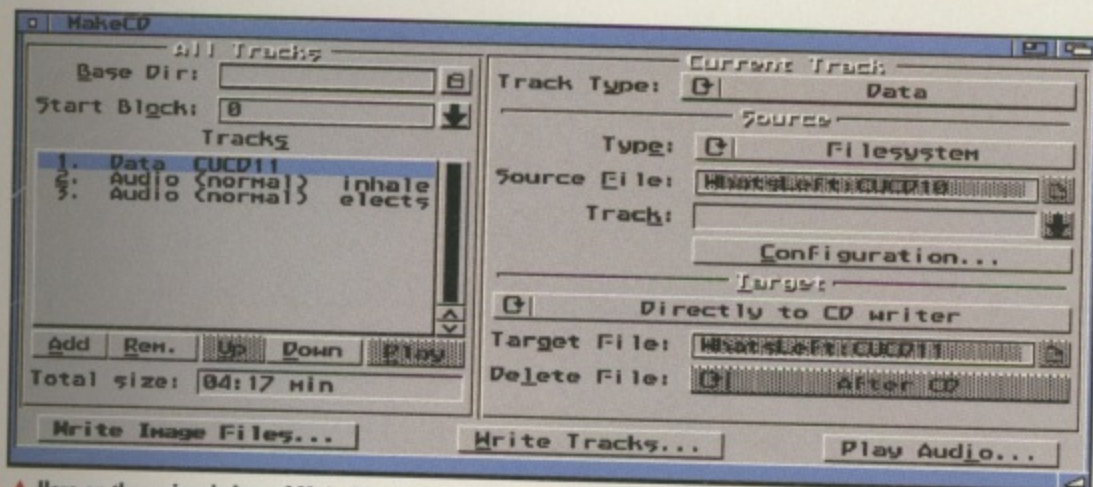 MakeCD
All Tracks
Base Dir:
Start Block: 0
Tracks
1. Data CUCD11
2. Audio (normal) inhale
3. Audio (normal) elects
Add Rem. Up Down Play
Total size: 04:17 min
Current Track
Track Type: Data
Source
Type: Filesystem
Source File: WhatsLeft:CUCD10
Track:
Configuration...
Target
Directly to CD writer
Target File: WhatsLeft:CUCD11
Delete File: After CD
Write Image Files...
Write Tracks...
Play Audio...